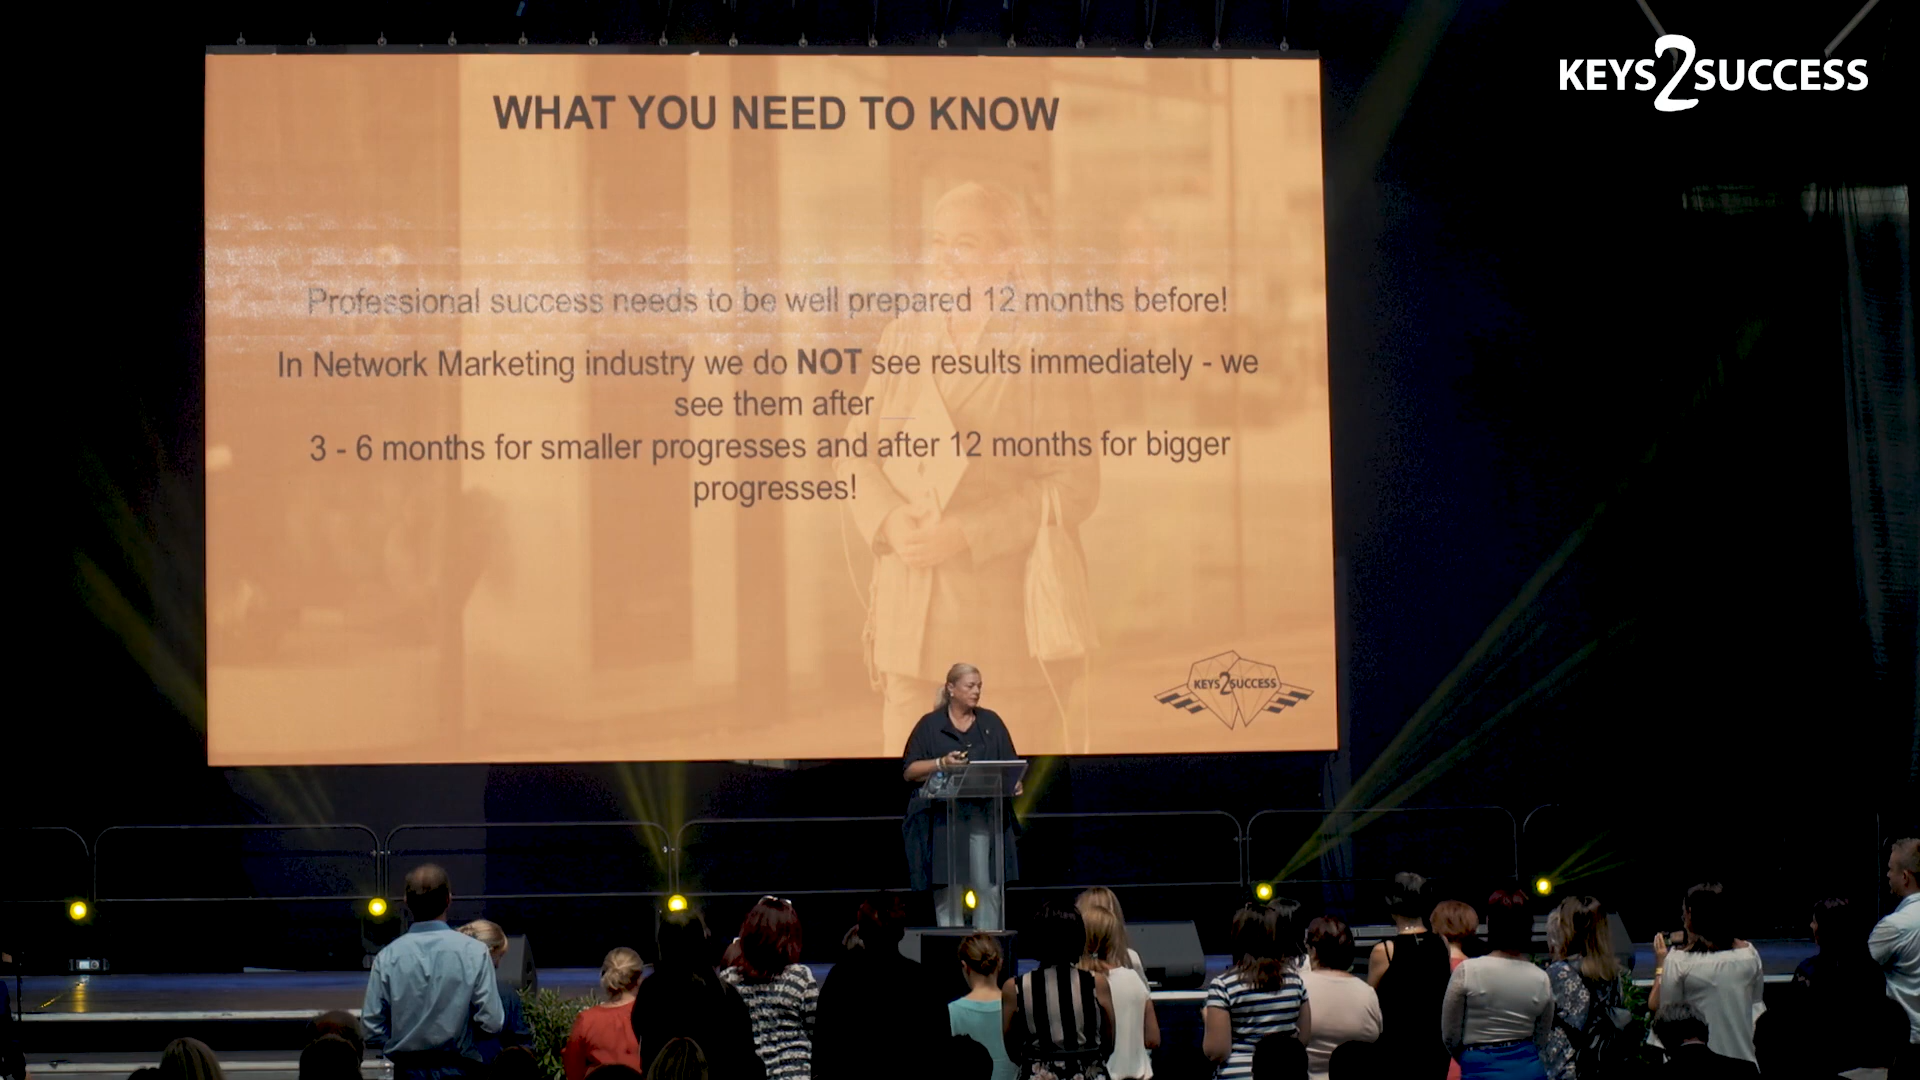 KEYS2SUCCESS
WHAT YOU NEED TO KNOW
Professional success needs to be well prepared 12 months before!
In Network Marketing industry we do NOT see results immediately - we
see them after
3 - 6 months for smaller progresses and after 12 months for bigger
progresses!
KEYS2SUCCESS